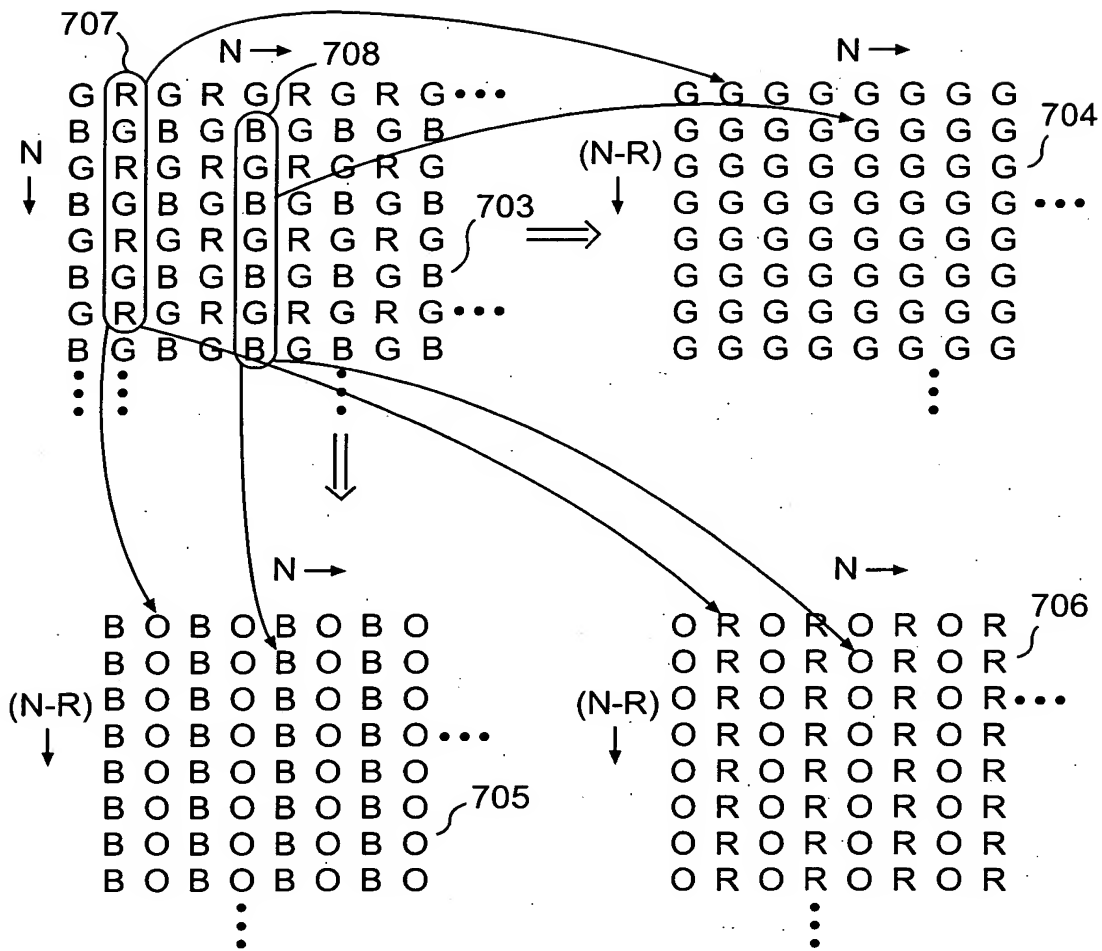 707
N →
708
G R G R G R G R G •••
B G B G B G B G B
G R G R G R G R G
B G B G B G B G B
G R G R G R G R G
B G B G B G B G B
G R G R G R G R G •••
B G B G B G B G B
N
↓
703
N →
G G G G G G G G
G G G G G G G G
G G G G G G G G
G G G G G G G G •••
G G G G G G G G
G G G G G G G G
G G G G G G G G
G G G G G G G G
(N-R)
↓
704
N →
B O B O B O B O
B O B O B O B O
B O B O B O B O
B O B O B O B O •••
B O B O B O B O
B O B O B O B O
B O B O B O B O
B O B O B O B O
(N-R)
↓
705
N →
O R O R O R O R
O R O R O R O R
O R O R O R O R •••
O R O R O R O R
O R O R O R O R
O R O R O R O R
O R O R O R O R
O R O R O R O R
(N-R)
↓
706